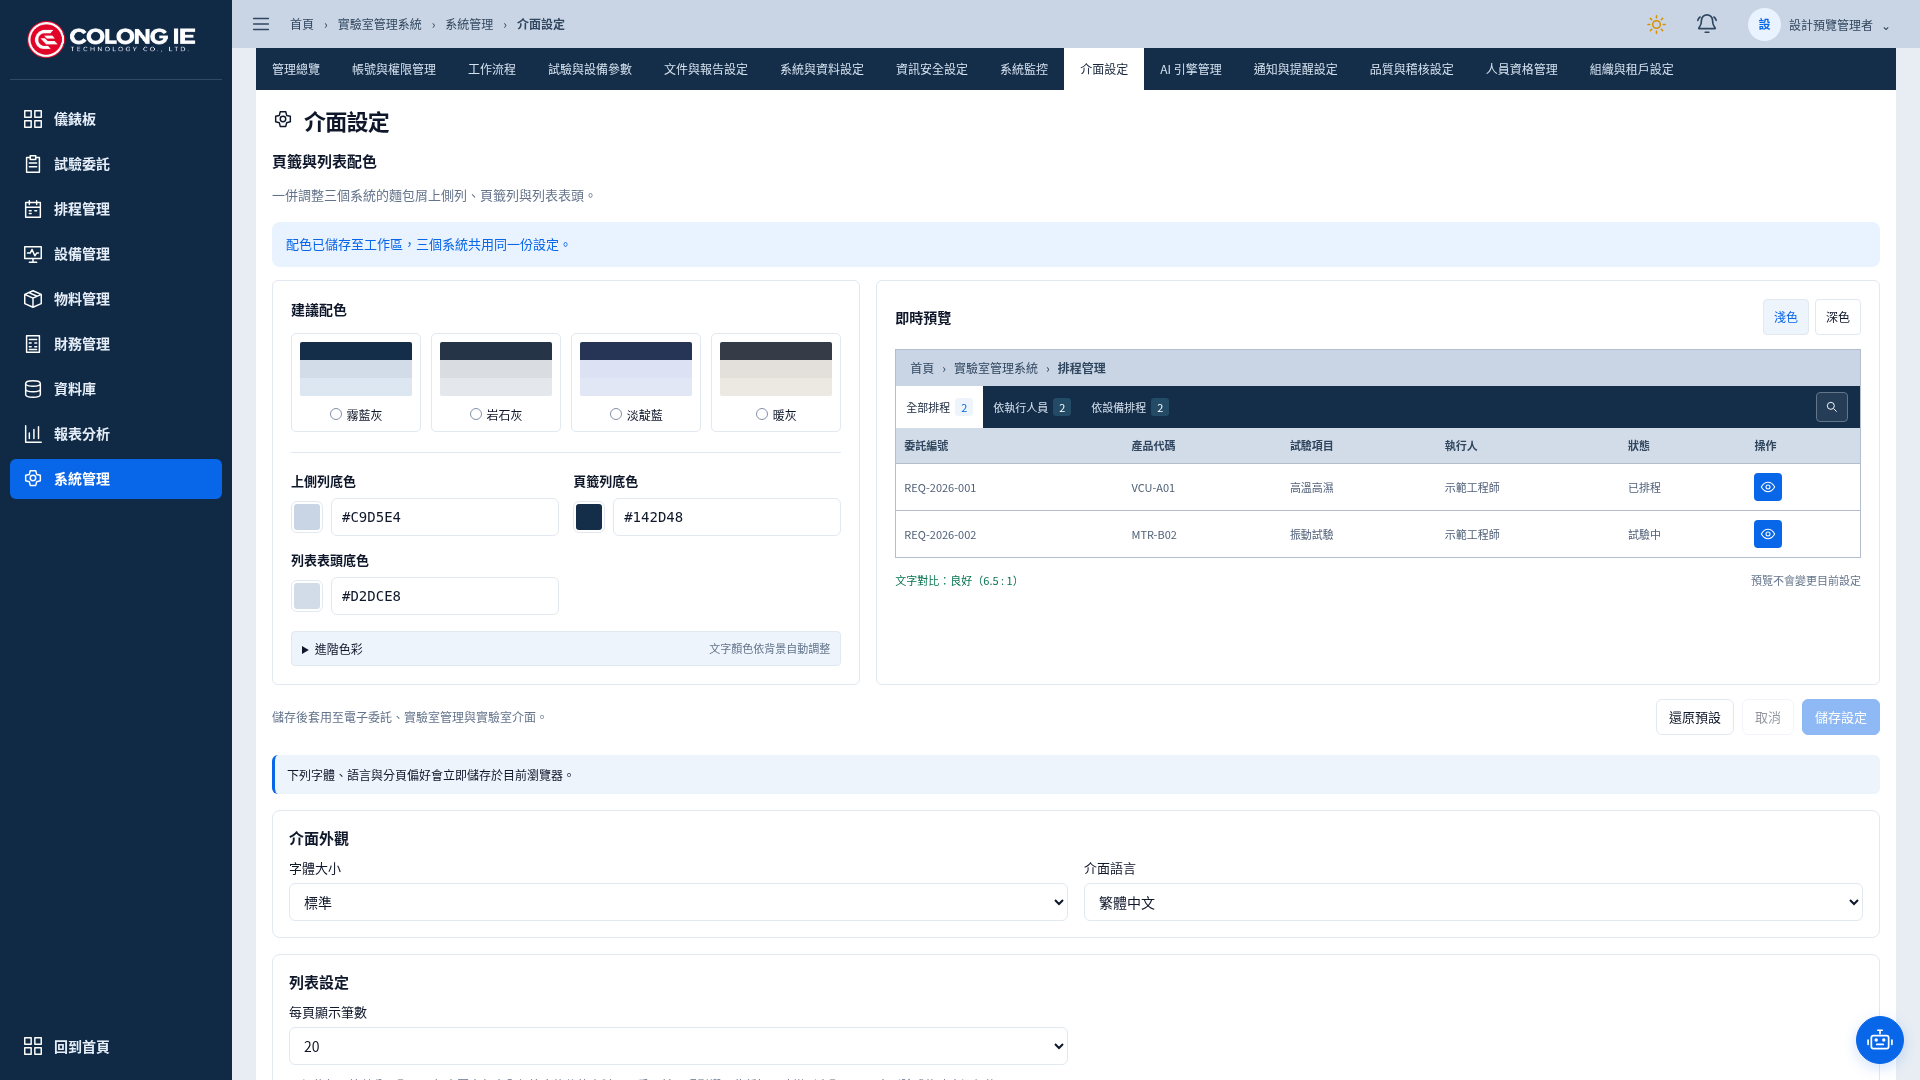 COLONG IE
TECHNOLOGY CO., LTD.
儀錶板
試驗委託
排程管理
設備管理
物料管理
財務管理
資料庫
報表分析
系統管理
回到首頁
首頁 › 實驗室管理系統 › 系統管理 › 介面設定
設 設計預覽管理者
管理總覽 帳號與權限管理 工作流程 試驗與設備參數 文件與報告設定 系統與資料設定 資訊安全設定 系統監控 介面設定 AI 引擎管理 通知與提醒設定 品質與稽核設定 人員資格管理 組織與租戶設定
介面設定
頁籤與列表配色
一併調整三個系統的麵包屑上側列、頁籤列與列表表頭。
配色已儲存至工作區，三個系統共用同一份設定。
建議配色
霧藍灰 岩石灰 淡靛藍 暖灰
上側列底色 頁籤列底色
#C9D5E4 #142D48
列表表頭底色
#D2DCE8
進階色彩 文字顏色依背景自動調整
即時預覽 淺色 深色
首頁 › 實驗室管理系統 › 排程管理
全部排程 2 依執行人員 2 依設備排程 2
委託編號 產品代碼 試驗項目 執行人 狀態 操作
REQ-2026-001 VCU-A01 高溫高濕 示範工程師 已排程
REQ-2026-002 MTR-B02 振動試驗 示範工程師 試驗中
文字對比：良好（6.5 : 1） 預覽不會變更目前設定
儲存後套用至電子委託、實驗室管理與實驗室介面。 還原預設 取消 儲存設定
下列字體、語言與分頁偏好會立即儲存於目前瀏覽器。
介面外觀
字體大小 介面語言
標準 繁體中文
列表設定
每頁顯示筆數
20